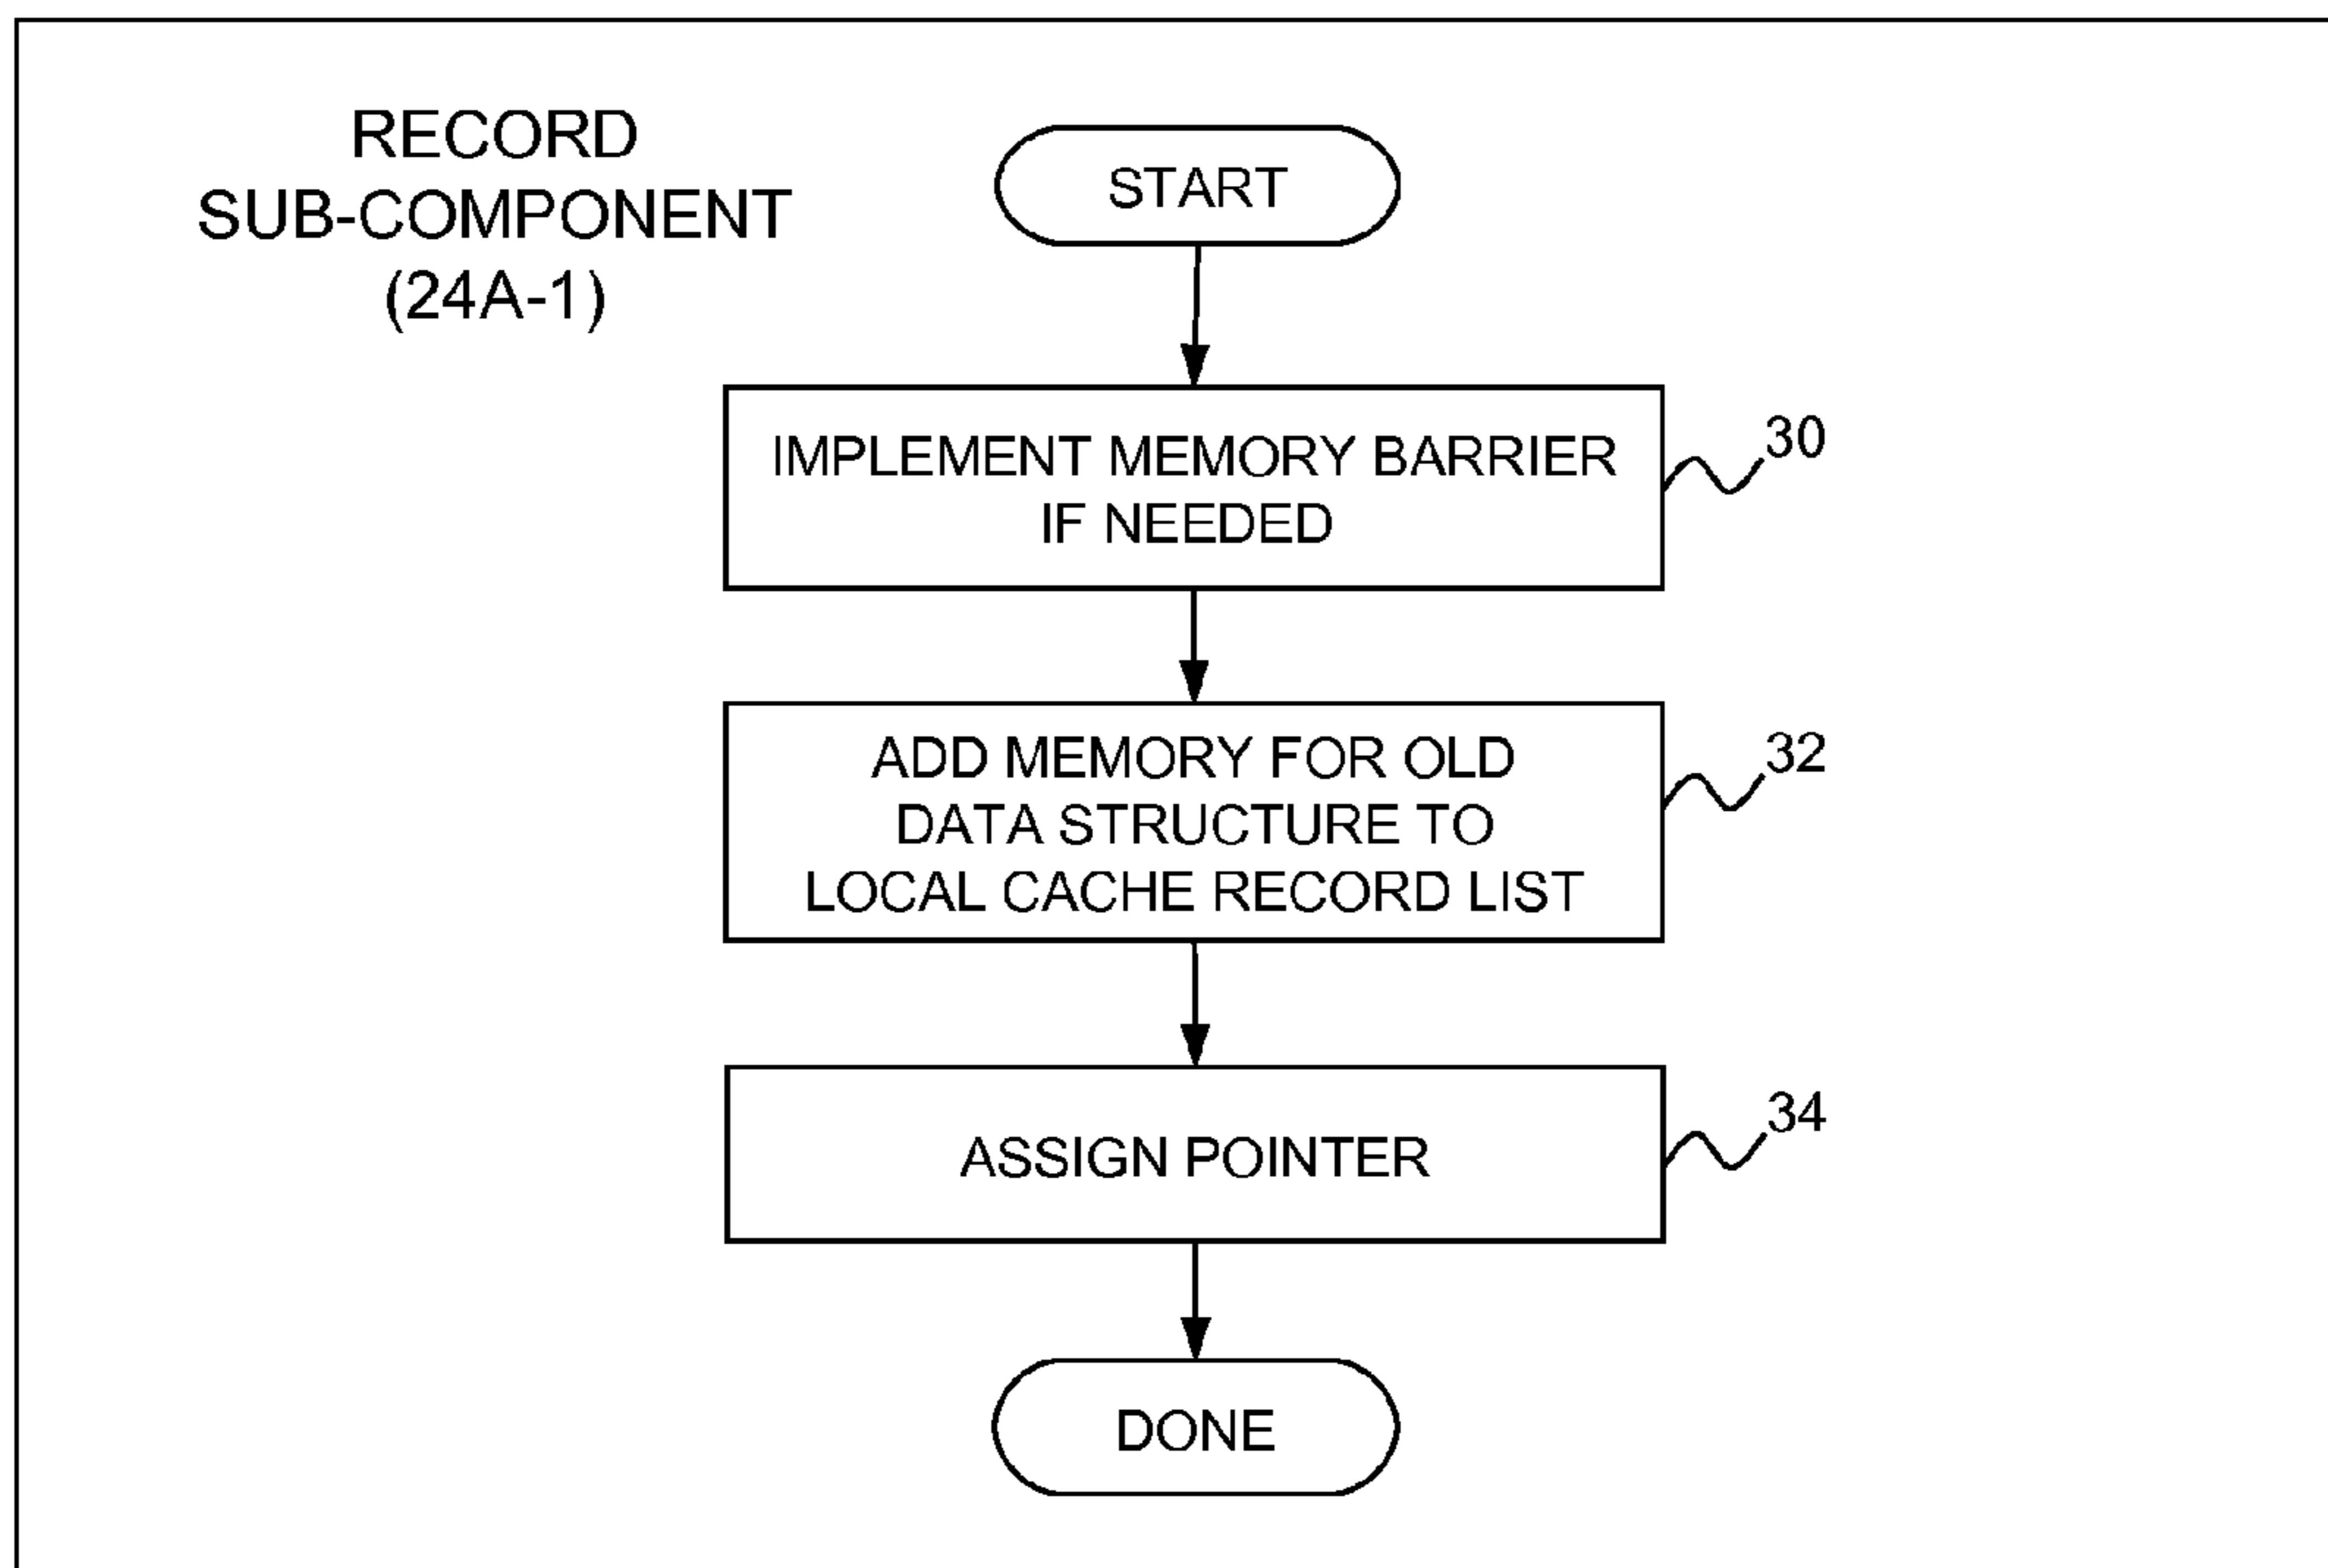 RECORD
SUB-COMPONENT
(24A-1)
START
IMPLEMENT MEMORY BARRIER
IF NEEDED
30
ADD MEMORY FOR OLD
DATA STRUCTURE TO
LOCAL CACHE RECORD LIST
32
ASSIGN POINTER
34
DONE